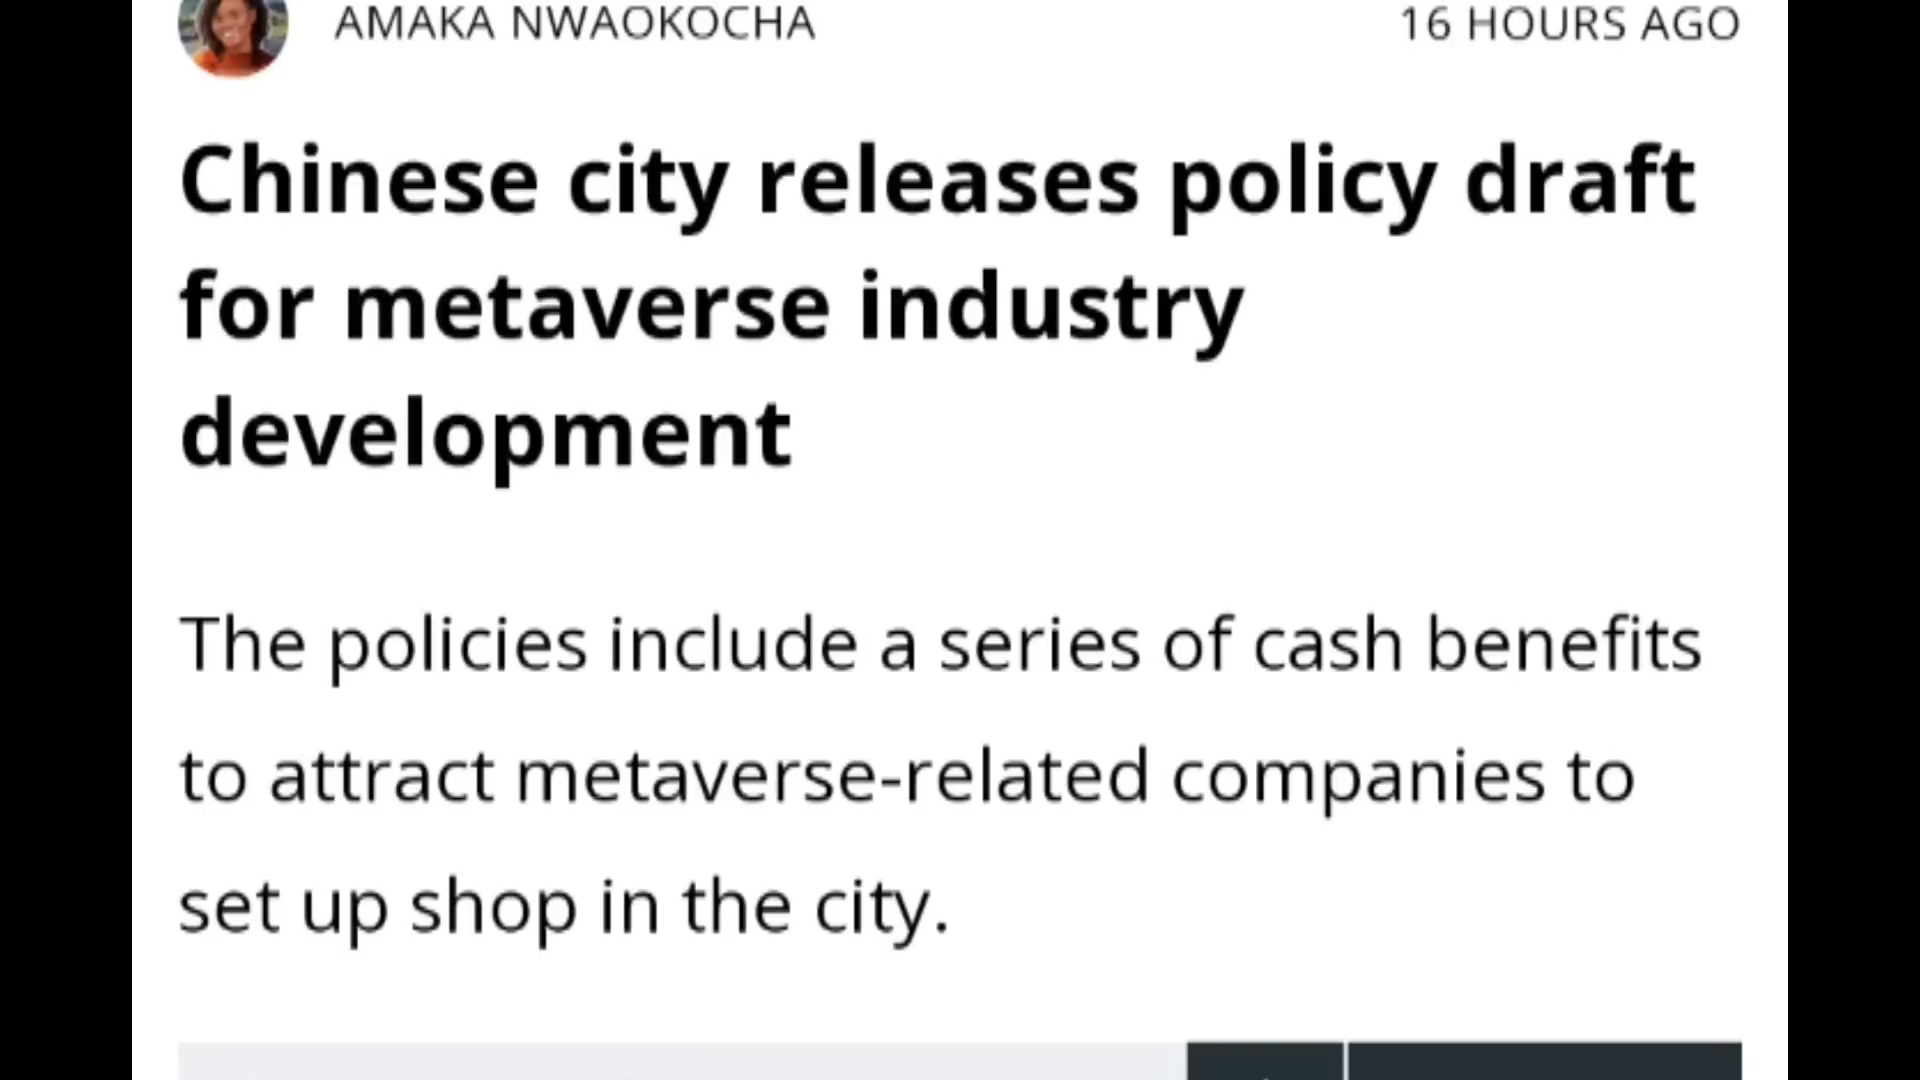 AMAKA NWAOKOCHA
16 HOURS AGO
Chinese city releases policy draft
for metaverse industry
development
The policies include a series of cash benefits
to attract metaverse-related companies to
set up shop in the city.